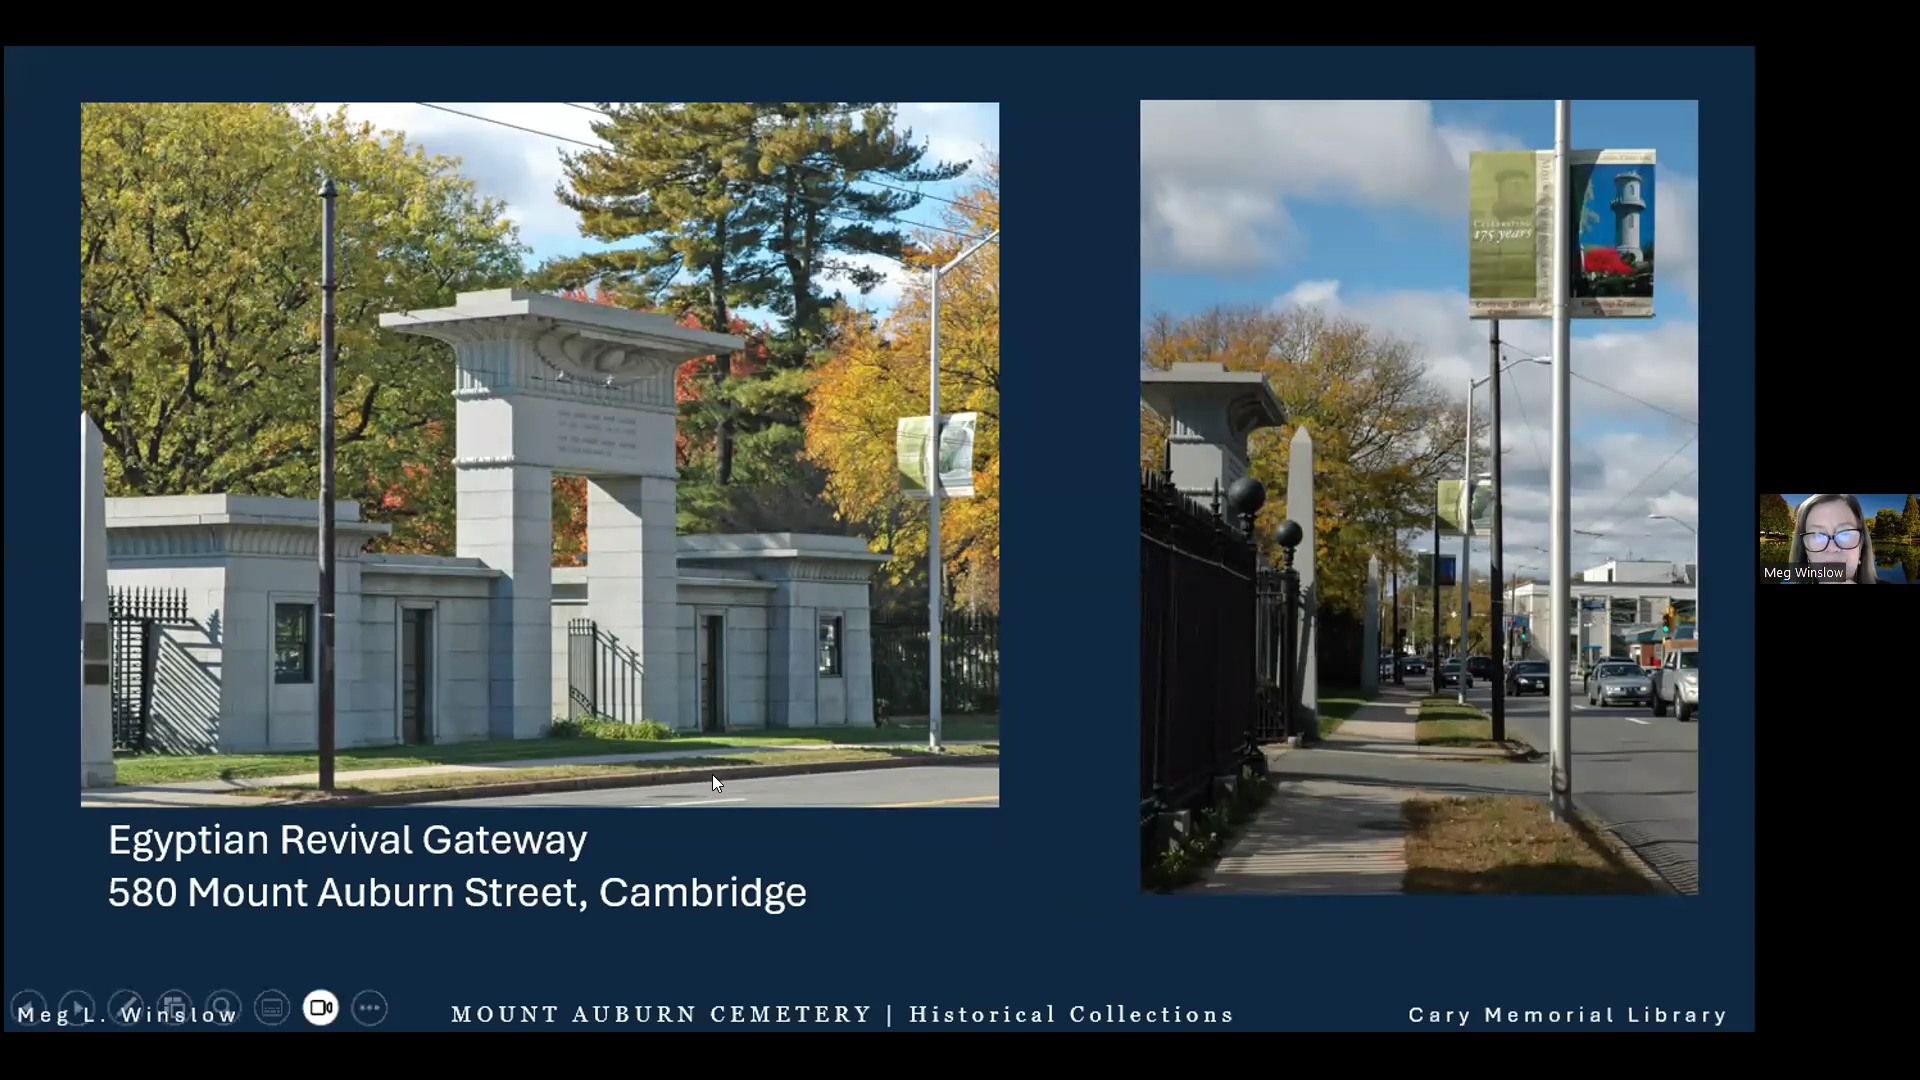 CELEBRATING
175 years
Egyptian Revival Gateway
580 Mount Auburn Street, Cambridge
Meg Winslow
Meg L. Winslow
MOUNT AUBURN CEMETERY | Historical Collections
Cary Memorial Library